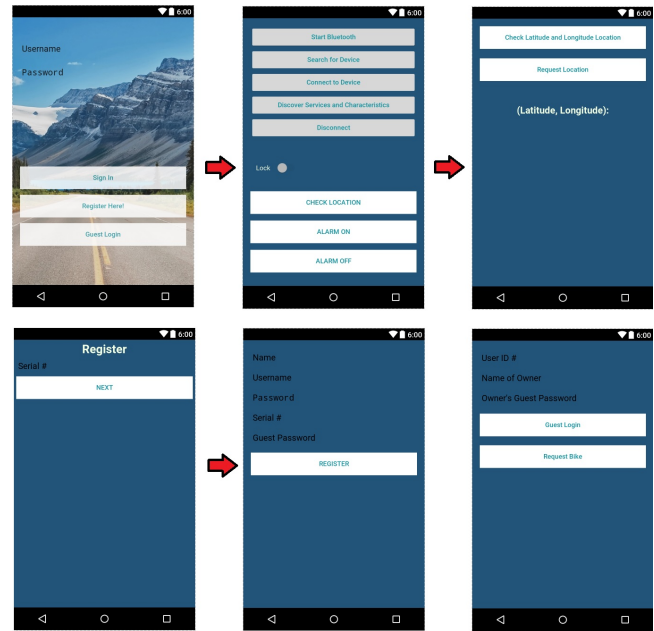 6:00
Username
Password
Sign In
Register Here!
Guest Login
6:00
Start Bluetooth
Search for Device
Connect to Device
Discover Services and Characteristics
Disconnect
Lock
CHECK LOCATION
ALARM ON
ALARM OFF
6:00
Check Latitude and Longitude Location
Request Location
(Latitude, Longitude):
6:00
Register
Serial #
NEXT
6:00
Name
Username
Password
Serial #
Guest Password
REGISTER
6:00
User ID #
Name of Owner
Owner's Guest Password
Guest Login
Request Bike